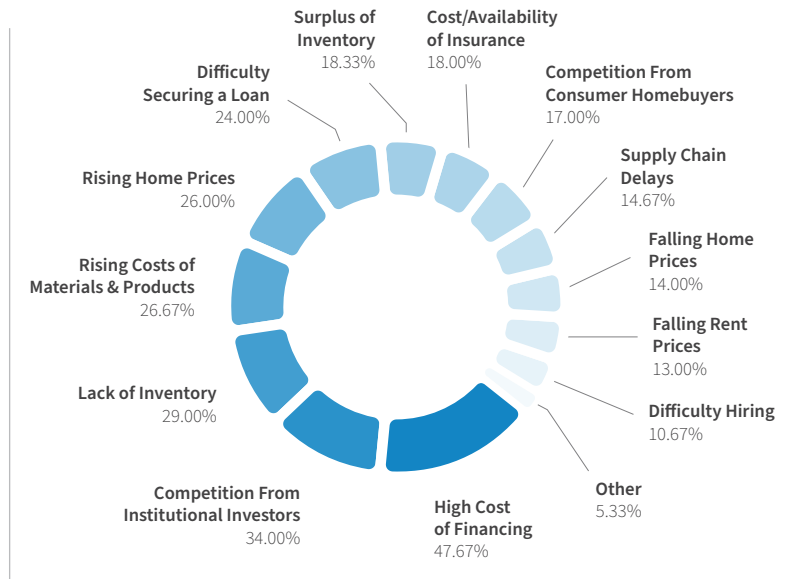 Surplus of
Inventory
18.33%
Cost/Availability
of Insurance
18.00%
Difficulty
Securing a Loan
24.00%
Competition From
Consumer Homebuyers
17.00%
Supply Chain
Delays
14.67%
Rising Home Prices
26.00%
Falling Home
Prices
14.00%
Rising Costs of
Materials & Products
26.67%
Falling Rent
Prices
13.00%
Lack of Inventory
29.00%
Difficulty Hiring
10.67%
Competition From
Institutional Investors
34.00%
High Cost
of Financing
47.67%
Other
5.33%